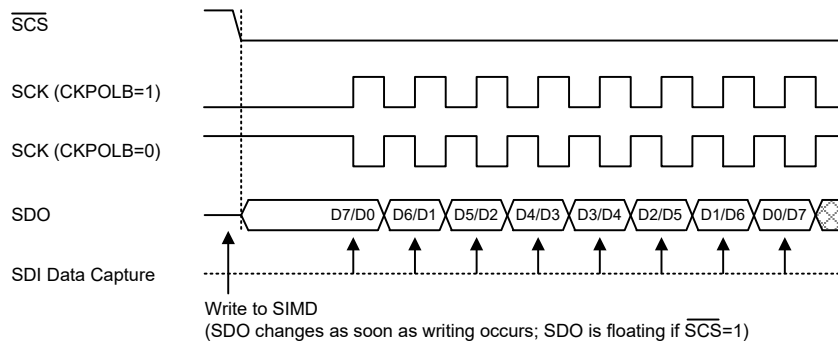 S̅C̅S̅
SCK (CKPOLB=1)
SCK (CKPOLB=0)
SDO D7/D0 D6/D1 D5/D2 D4/D3 D3/D4 D2/D5 D1/D6 D0/D7
SDI Data Capture
Write to SIMD
(SDO changes as soon as writing occurs; SDO is floating if S̅C̅S̅=1)